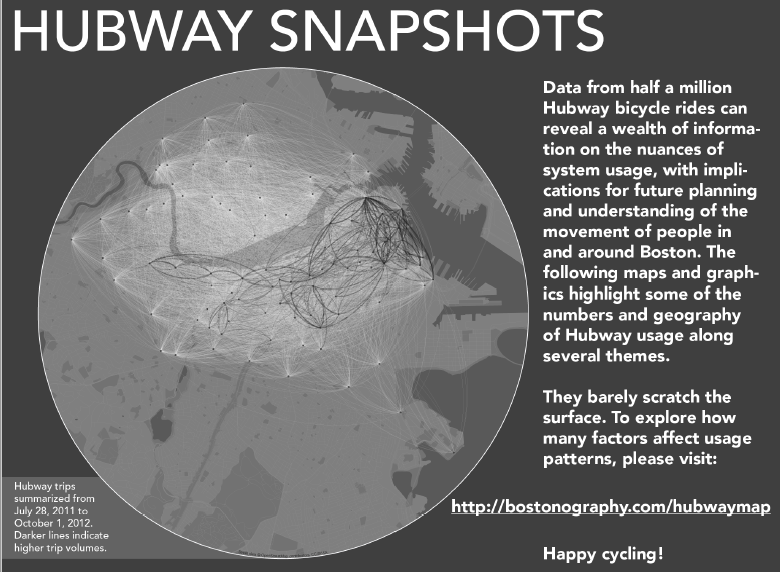 HUBWAY SNAPSHOTS
Data from half a million
Hubway bicycle rides can
reveal a wealth of informa-
tion on the nuances of
system usage, with impli-
cations for future planning
and understanding of the
movement of people in
and around Boston. The
following maps and graph-
ics highlight some of the
numbers and geography
of Hubway usage along
several themes.
They barely scratch the
surface. To explore how
many factors affect usage
patterns, please visit:
http://bostonography.com/hubwaymap
Happy cycling!
Hubway trips
summarized from
July 28, 2011 to
October 1, 2012.
Darker lines indicate
higher trip volumes.